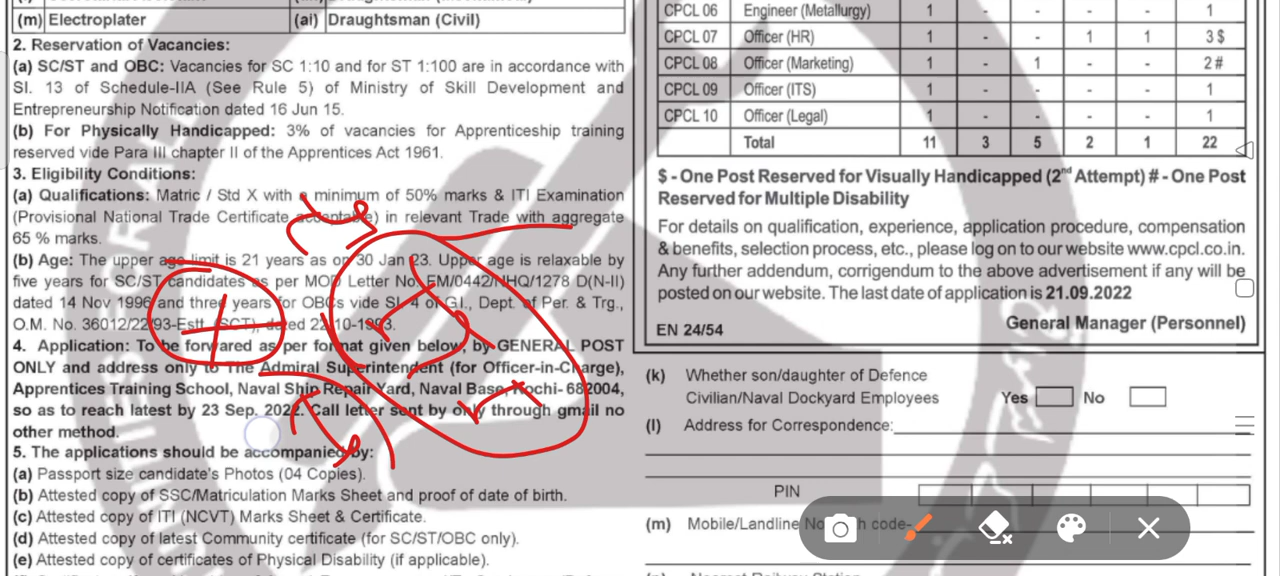 (m) Electroplater (ai) Draughtsman (Civil)
2. Reservation of Vacancies:
(a) SC/ST and OBC: Vacancies for SC 1:10 and for ST 1:100 are in accordance with
Sl. 13 of Schedule-IIA (See Rule 5) of Ministry of Skill Development and
Entrepreneurship Notification dated 16 Jun 15.
(b) For Physically Handicapped: 3% of vacancies for Apprenticeship training
reserved vide Para III chapter II of the Apprentices Act 1961.
3. Eligibility Conditions:
(a) Qualifications: Matric / Std X with a minimum of 50% marks & ITI Examination
(Provisional National Trade Certificate acceptable) in relevant Trade with aggregate
65 % marks.
(b) Age: The upper age limit is 21 years as on 30 Jan 23. Upper age is relaxable by
five years for SC/ST candidates as per MOD Letter No. EM/0442/NHQ/1278 D(N-II)
dated 14 Nov 1996 and three years for OBCs vide Sl. 4 of G.I., Dept. of Per. & Trg.,
O.M. No. 36012/22/93-Estt. (SCT), dated 22-10-1993.
4. Application: To be forwared as per format given below, by GENERAL POST
ONLY and address only to The Admiral Superintendent (for Officer-in-Charge),
Apprentices Training School, Naval Ship Repair Yard, Naval Base, Kochi- 682004,
so as to reach latest by 23 Sep. 2022. Call letter sent by only through gmail no
other method.
5. The applications should be accompanied by:
(a) Passport size candidate's Photos (04 Copies).
(b) Attested copy of SSC/Matriculation Marks Sheet and proof of date of birth.
(c) Attested copy of ITI (NCVT) Marks Sheet & Certificate.
(d) Attested copy of latest Community certificate (for SC/ST/OBC only).
(e) Attested copy of certificates of Physical Disability (if applicable).
CPCL 06 Engineer (Metallurgy) 1 - - - - 1
CPCL 07 Officer (HR) 1 - - 1 1 3 $
CPCL 08 Officer (Marketing) 1 - 1 - - 2 #
CPCL 09 Officer (ITS) 1 - - - - 1
CPCL 10 Officer (Legal) 1 - - - - 1
Total 11 3 5 2 1 22
$ - One Post Reserved for Visually Handicapped (2nd Attempt) # - One Post
Reserved for Multiple Disability
For details on qualification, experience, application procedure, compensation
& benefits, selection process, etc., please log on to our website www.cpcl.co.in.
Any further addendum, corrigendum to the above advertisement if any will be
posted on our website. The last date of application is 21.09.2022
EN 24/54 General Manager (Personnel)
(k) Whether son/daughter of Defence
Civilian/Naval Dockyard Employees Yes No
(l) Address for Correspondence:
PIN
(m) Mobile/Landline code-